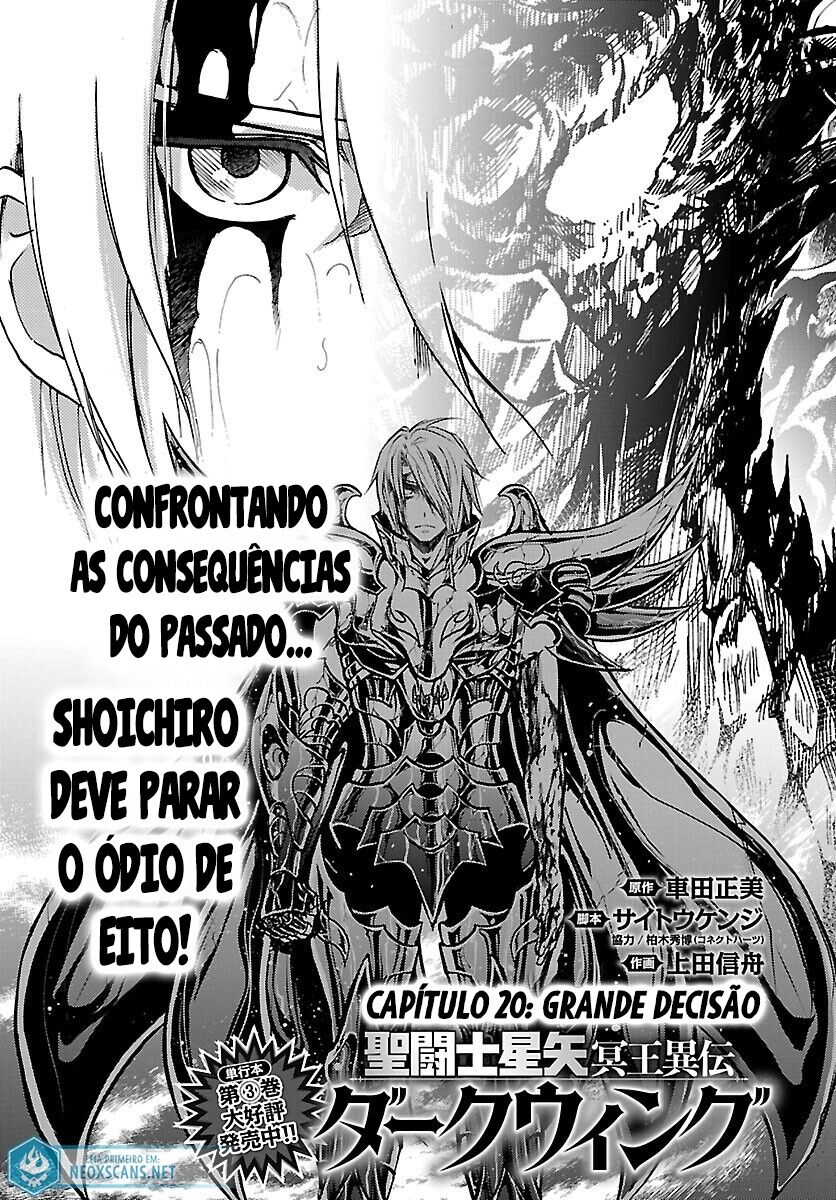 CONFRONTANDO
AS CONSEQUÊNCIAS
DO PASSADO...
SHOICHIRO
DEVE PARAR
O ÓDIO DE
EITO!
原作 車田正美
脚本 サイトウケンジ
協力/柏木秀博(コネクトハーツ)
作画 上田信舟
CAPÍTULO 20: GRANDE DECISÃO
聖闘士星矢 冥王異伝
ダークウィング
単行本
第③巻
大好評
発売中!!
LEIA PRIMEIRO EM:
NEOXSCANS.NET